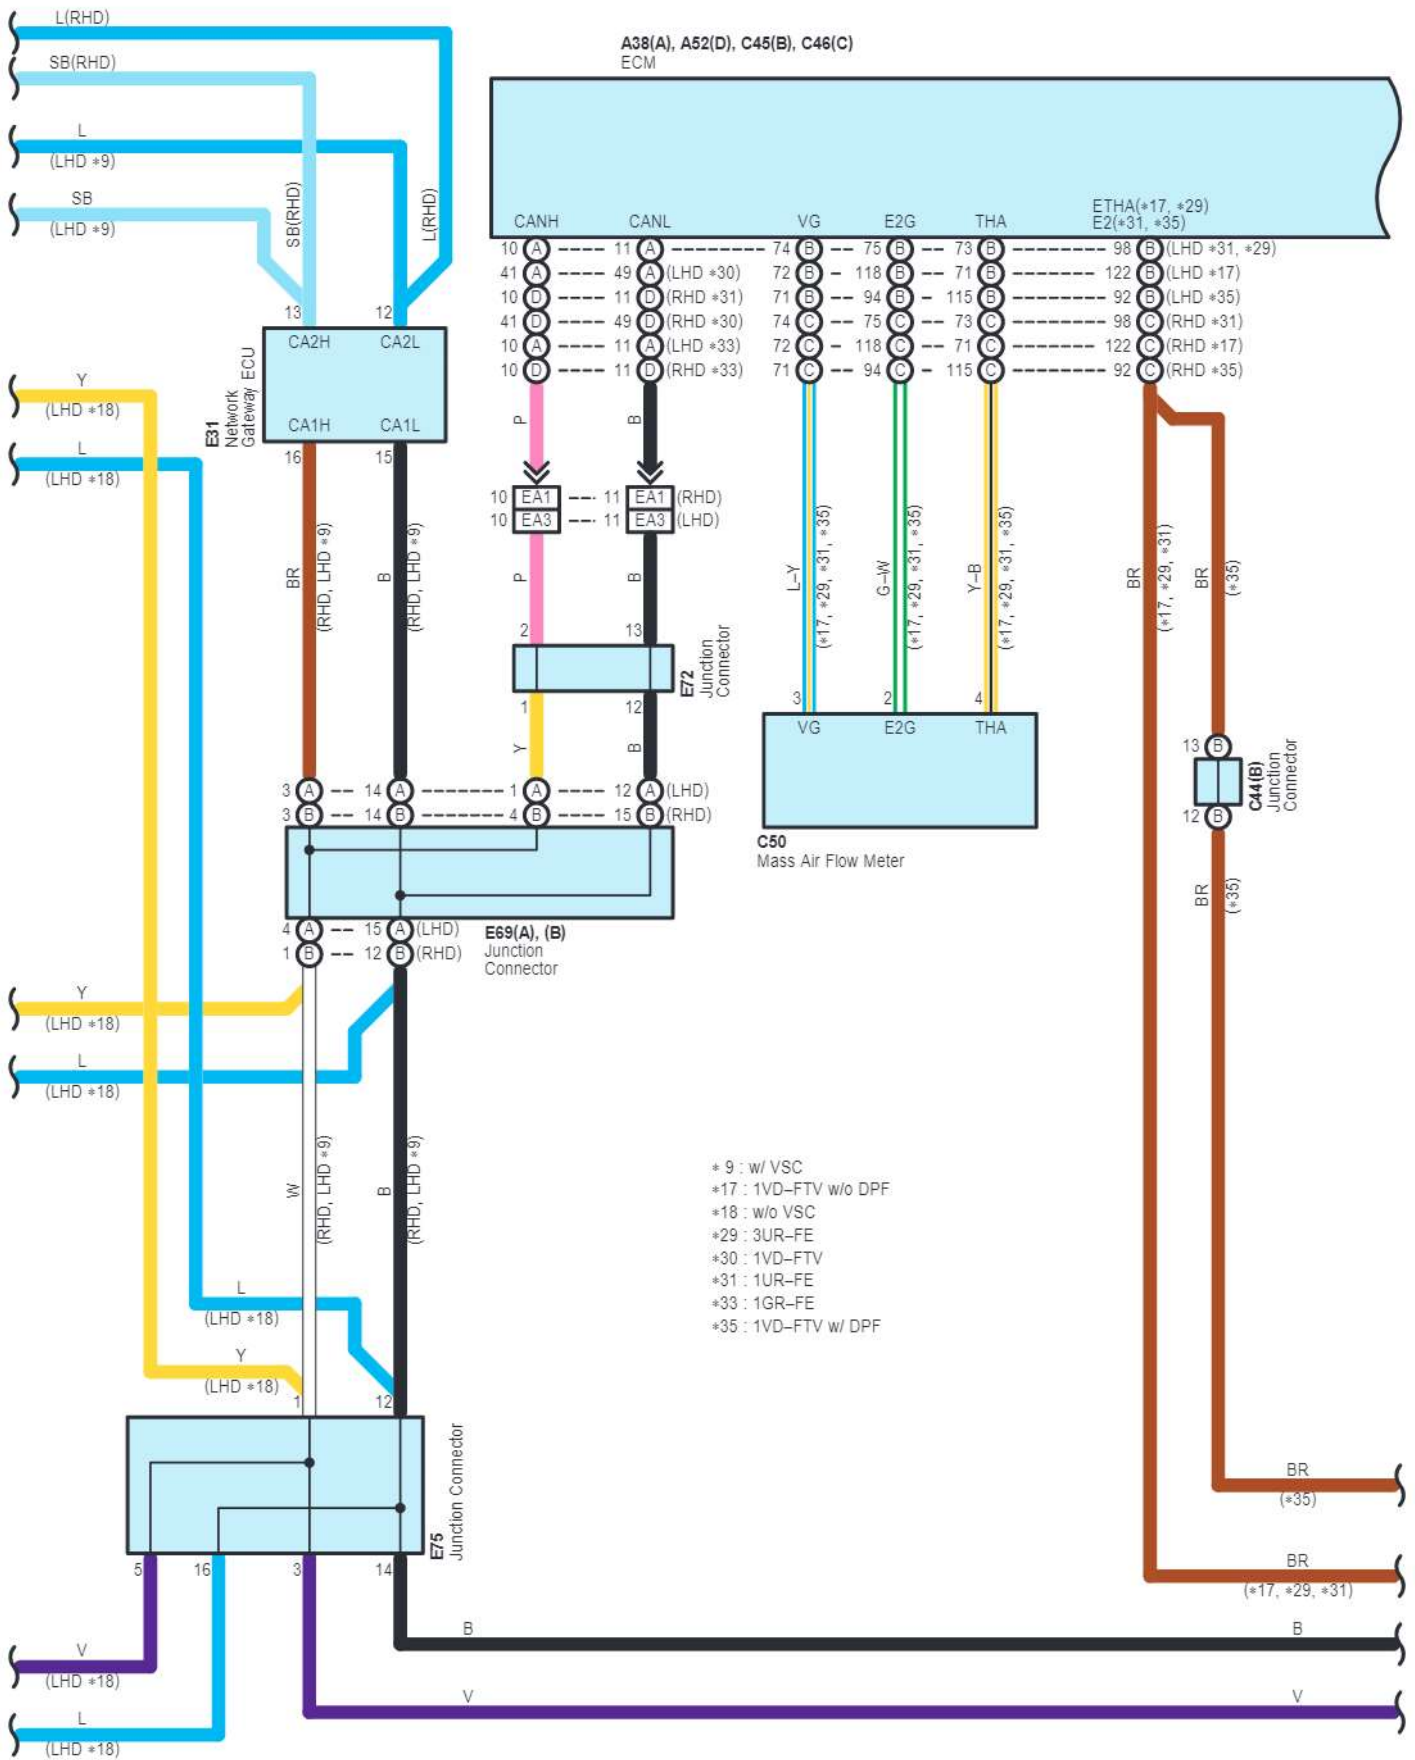 L(RHD)
SB(RHD)
L
(LHD *9)
SB
(LHD *9)
SB(RHD)
L(RHD)
A38(A), A52(D), C45(B), C46(C)
ECM
CANH CANL VG E2G THA ETHA(*17, *29)
E2(*31, *35)
10 A 11 A 74 B 75 B 73 B 98 B (LHD *31, *29)
41 A 49 A (LHD *30) 72 B 118 B 71 B 122 B (LHD *17)
10 D 11 D (RHD *31) 71 B 94 B 115 B 92 B (LHD *35)
41 D 49 D (RHD *30) 74 C 75 C 73 C 98 C (RHD *31)
10 A 11 A (LHD *33) 72 C 118 C 71 C 122 C (RHD *17)
10 D 11 D (RHD *33) 71 C 94 C 115 C 92 C (RHD *35)
13 12
CA2H CA2L
E31
Network
Gateway ECU
CA1H CA1L
16 15
Y
(LHD *18)
L
(LHD *18)
P B
10 EA1 11 EA1 (RHD)
10 EA3 11 EA3 (LHD)
BR
(RHD, LHD *9)
B
(RHD, LHD *9)
P B
L–Y
(*17, *29, *31, *35)
G–W
(*17, *29, *31, *35)
Y–B
(*17, *29, *31, *35)
BR
(*17, *29, *31)
BR
(*35)
2 13
E72
Junction
Connector
1 12
Y B
3 2 4
VG E2G THA
C50
Mass Air Flow Meter
13 B
C44(B)
Junction
Connector
12 B
BR
(*35)
3 A 14 A 1 A 12 A (LHD)
3 B 14 B 4 B 15 B (RHD)
4 A 15 A (LHD)
1 B 12 B (RHD)
E69(A), (B)
Junction
Connector
Y
(LHD *18)
L
(LHD *18)
W
(RHD, LHD *9)
B
(RHD, LHD *9)
* 9 : w/ VSC
*17 : 1VD–FTV w/o DPF
*18 : w/o VSC
*29 : 3UR–FE
*30 : 1VD–FTV
*31 : 1UR–FE
*33 : 1GR–FE
*35 : 1VD–FTV w/ DPF
L
(LHD *18)
Y
(LHD *18)
1 12
E75
Junction Connector
5 16 3 14
BR
(*35)
BR
(*17, *29, *31)
B B
V
(LHD *18)
V V
L
(LHD *18)